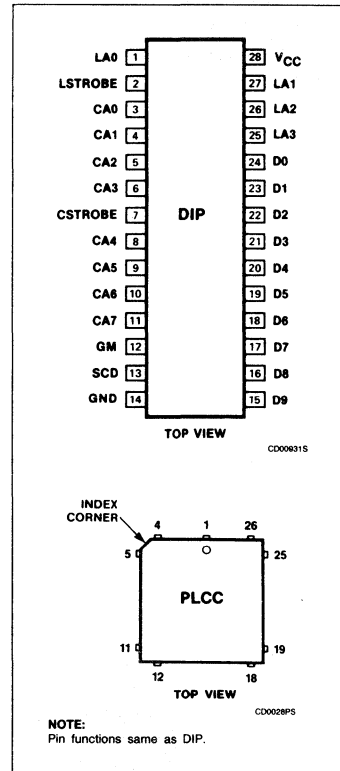 LA0 1 28 VCC
LSTROBE 2 27 LA1
CA0 3 26 LA2
CA1 4 25 LA3
CA2 5 24 D0
CA3 6 23 D1
CSTROBE 7 DIP 22 D2
CA4 8 21 D3
CA5 9 20 D4
CA6 10 19 D5
CA7 11 18 D6
GM 12 17 D7
SCD 13 16 D8
GND 14 15 D9
TOP VIEW
CD00931S
INDEX
CORNER
4 1 26
5 25
PLCC
11 19
12 18
TOP VIEW
CD0028PS
NOTE:
Pin functions same as DIP.